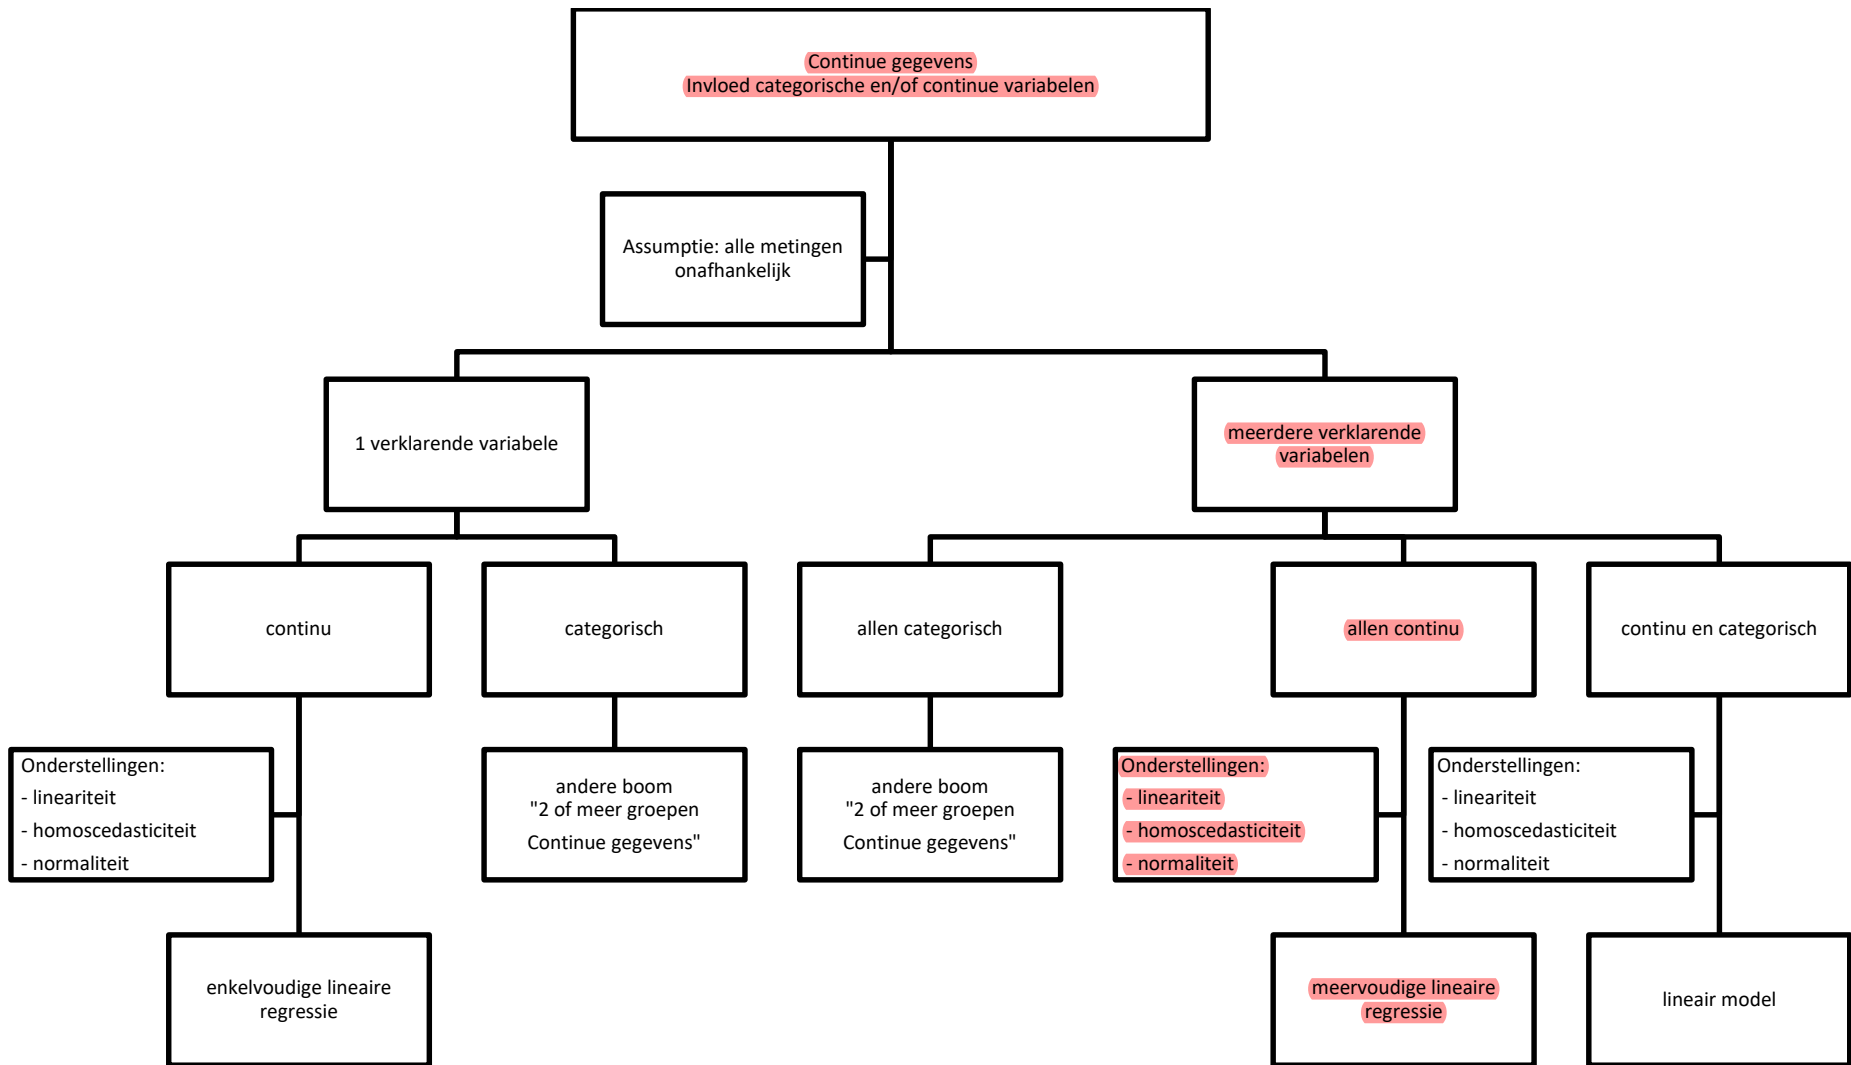 Continue gegevens
Invloed categorische en/of continue variabelen
Assumptie: alle metingen
onafhankelijk
1 verklarende variabele
meerdere verklarende
variabelen
continu
categorisch
allen categorisch
allen continu
continu en categorisch
Onderstellingen:
- lineariteit
- homoscedasticiteit
- normaliteit
andere boom
"2 of meer groepen
Continue gegevens"
andere boom
"2 of meer groepen
Continue gegevens"
Onderstellingen:
- lineariteit
- homoscedasticiteit
- normaliteit
Onderstellingen:
- lineariteit
- homoscedasticiteit
- normaliteit
enkelvoudige lineaire
regressie
meervoudige lineaire
regressie
lineair model